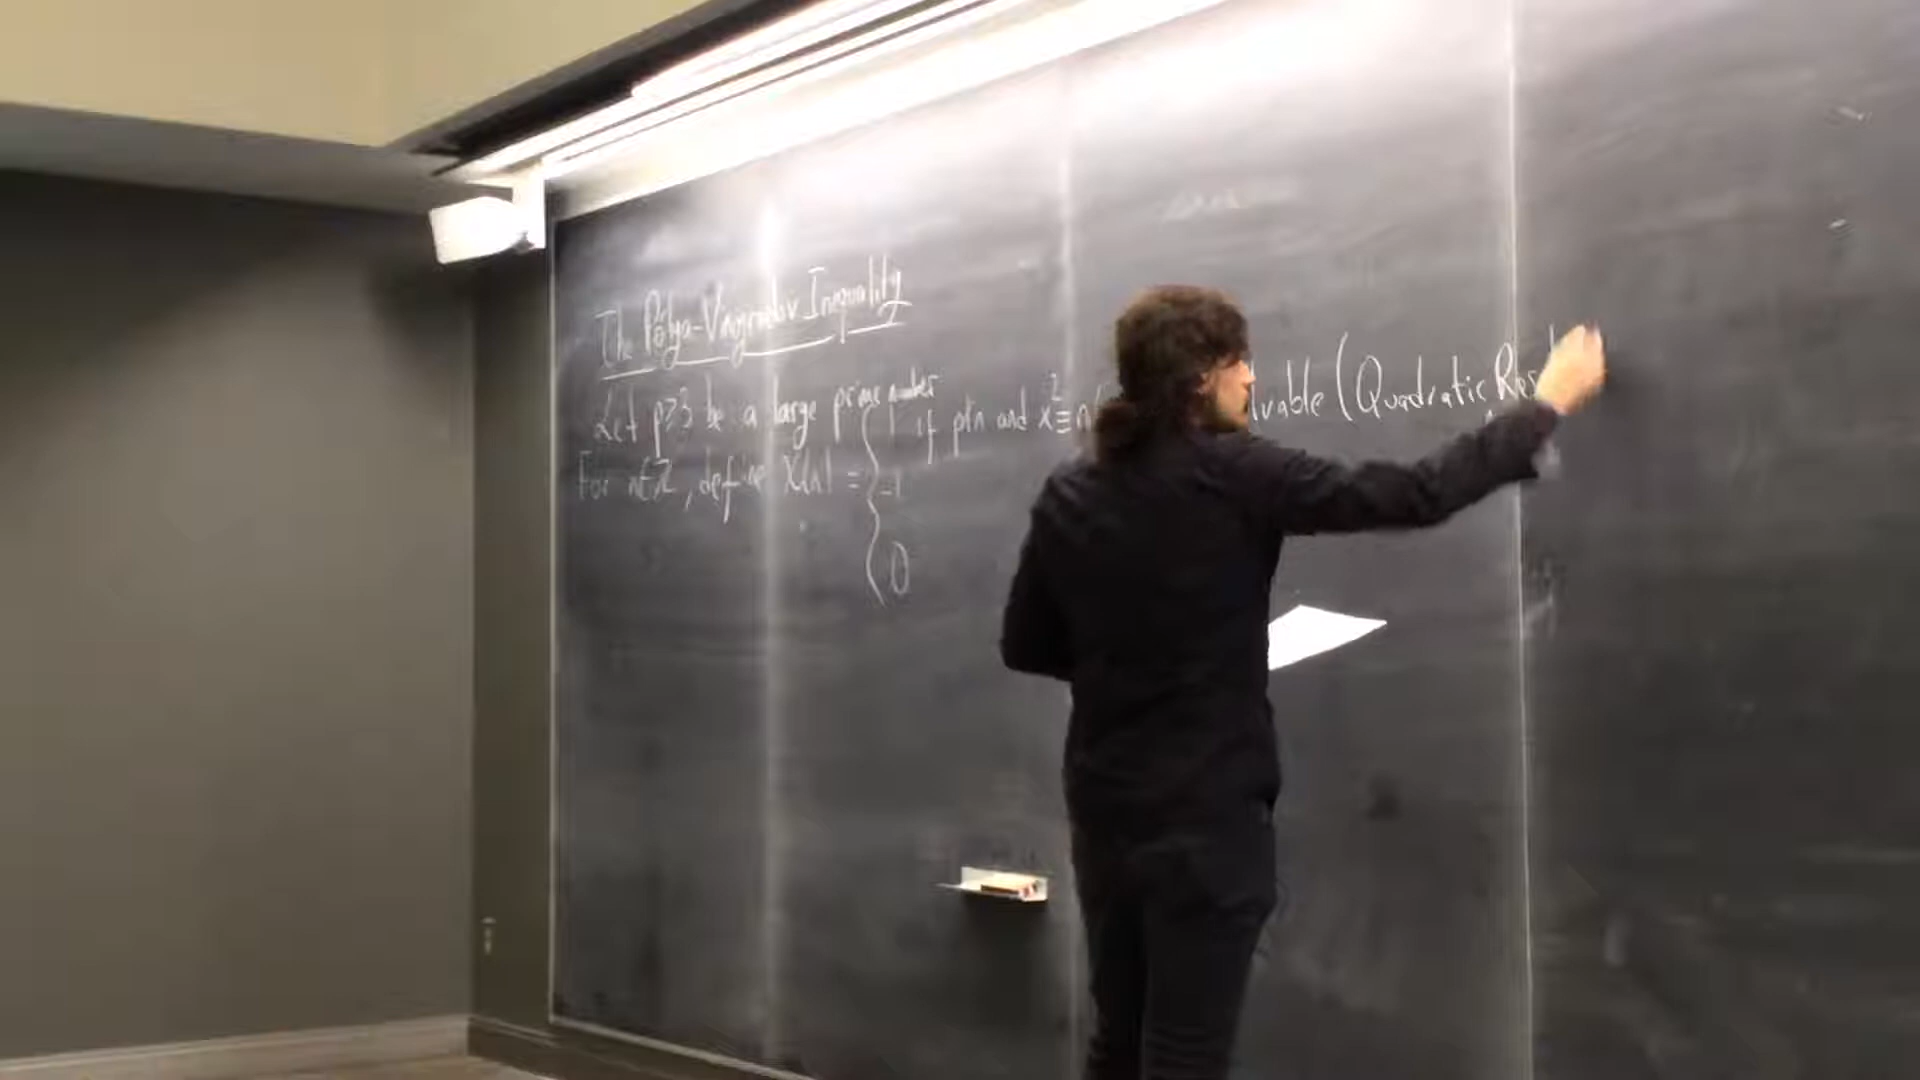 The Pólya-Vinogradov Inequality
Let p≥3 be a large prime number
For n∈ℤ, define χ(n) = { 1 if p∤n and x²≡n (Quadratic Res
-1
0